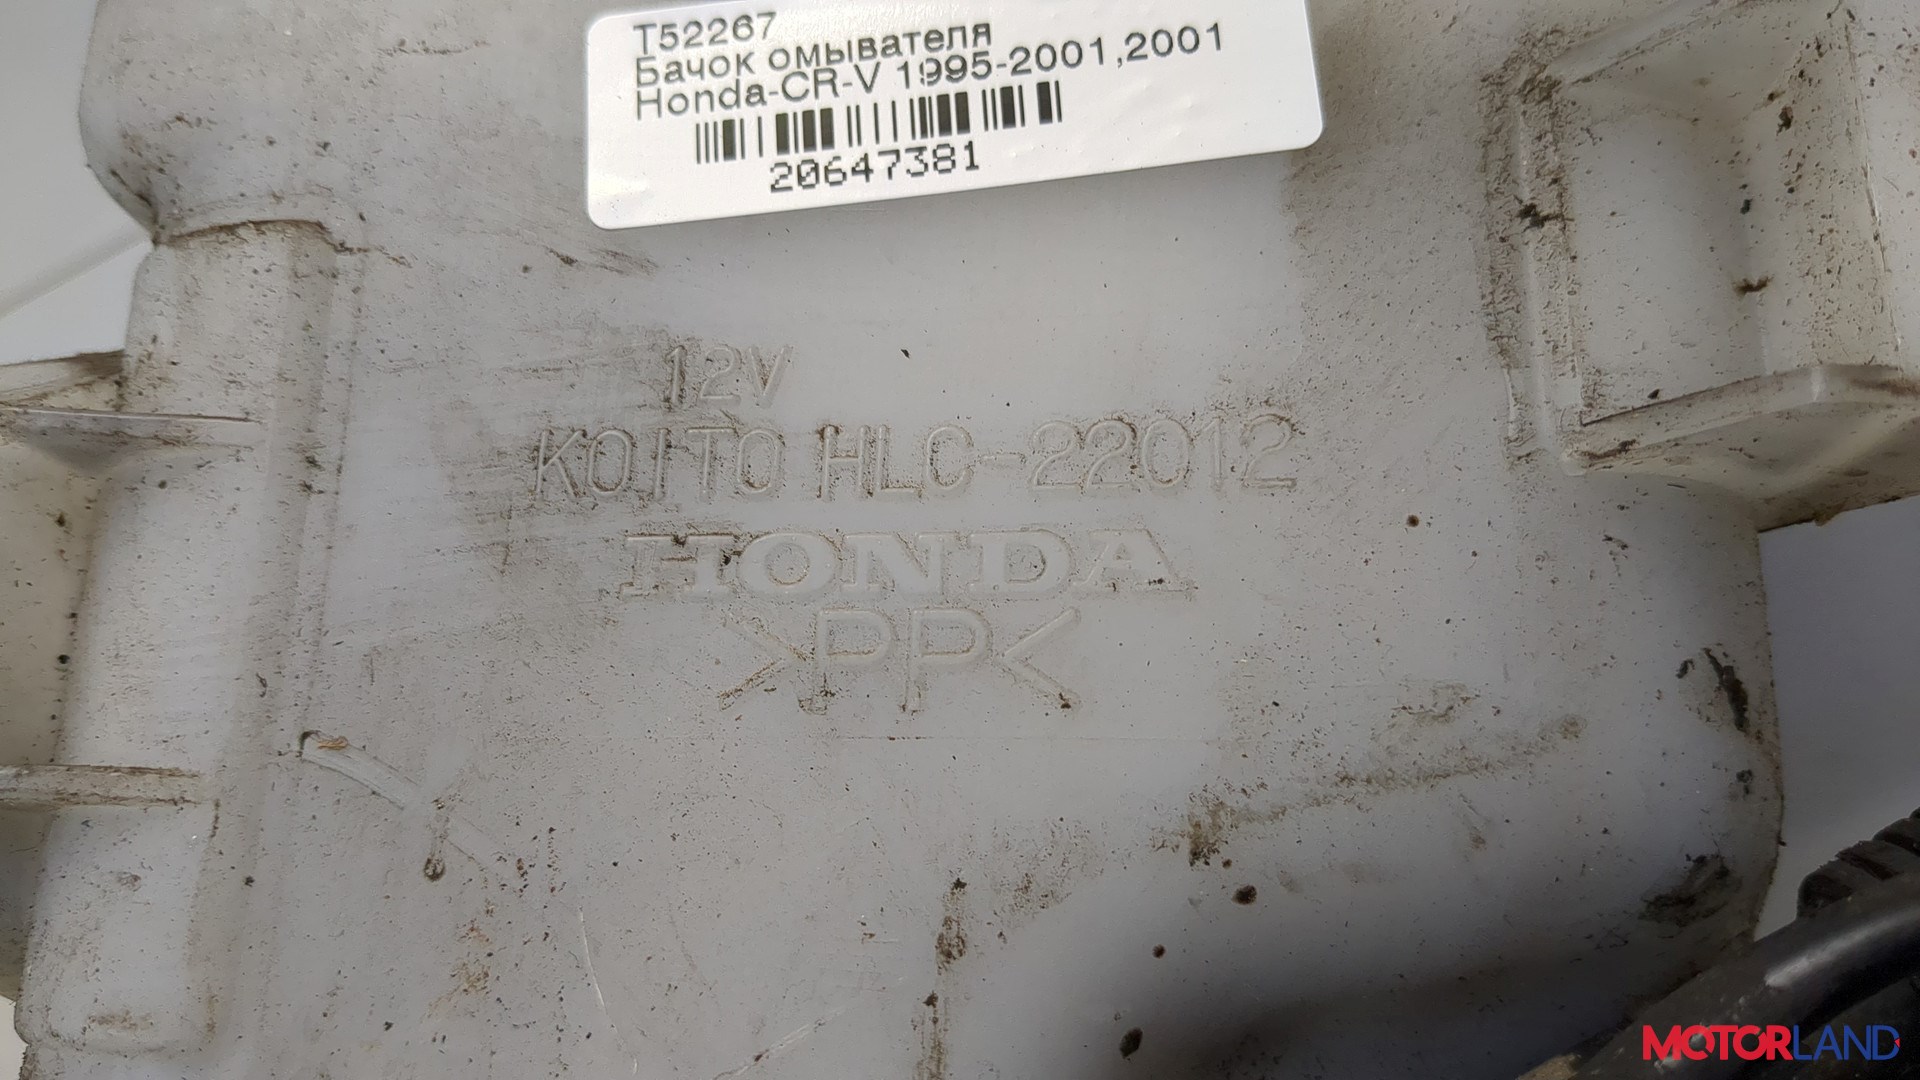 T52267
Бачок омывателя
Honda-CR-V 1995-2001,2001
20647381
12V
KOITO HLC-22012
HONDA
>PP<
MOTORLAND